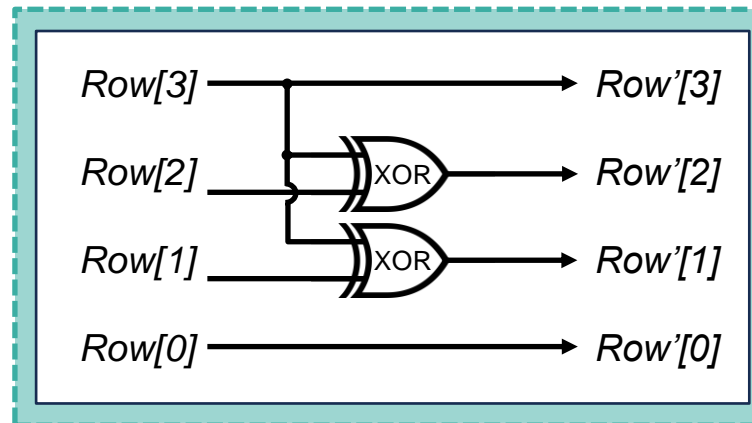 Row[3] Row’[3]
XOR
Row[2] Row’[2]
XOR
Row[1] Row’[1]
Row[0] Row’[0]